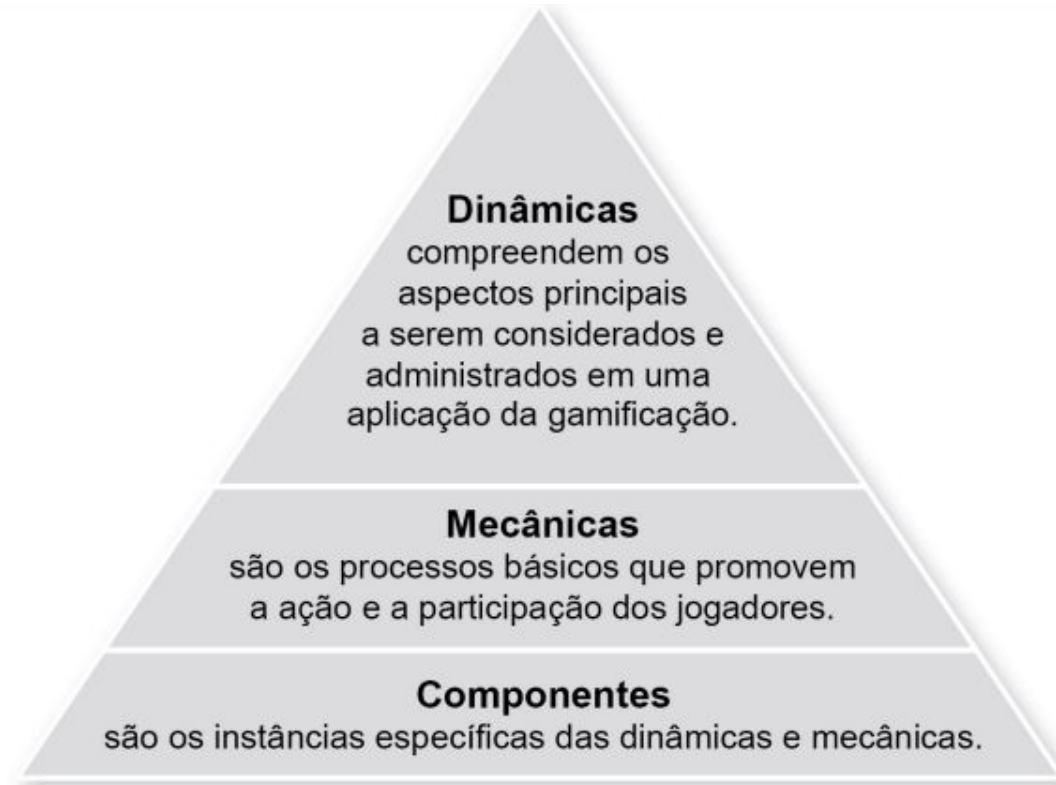 Dinâmicas
compreendem os
aspectos principais
a serem considerados e
administrados em uma
aplicação da gamificação.
Mecânicas
são os processos básicos que promovem
a ação e a participação dos jogadores.
Componentes
são os instâncias específicas das dinâmicas e mecânicas.